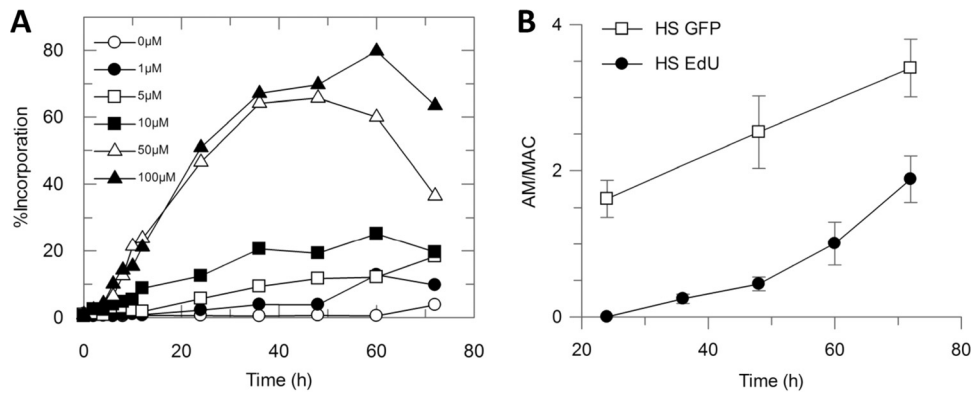 A
%Incorporation
80
60
40
20
0
0µM
1µM
5µM
10µM
50µM
100µM
0
20
40
60
80
Time (h)
B
AM/MAC
4
2
0
HS GFP
HS EdU
20
40
60
80
Time (h)